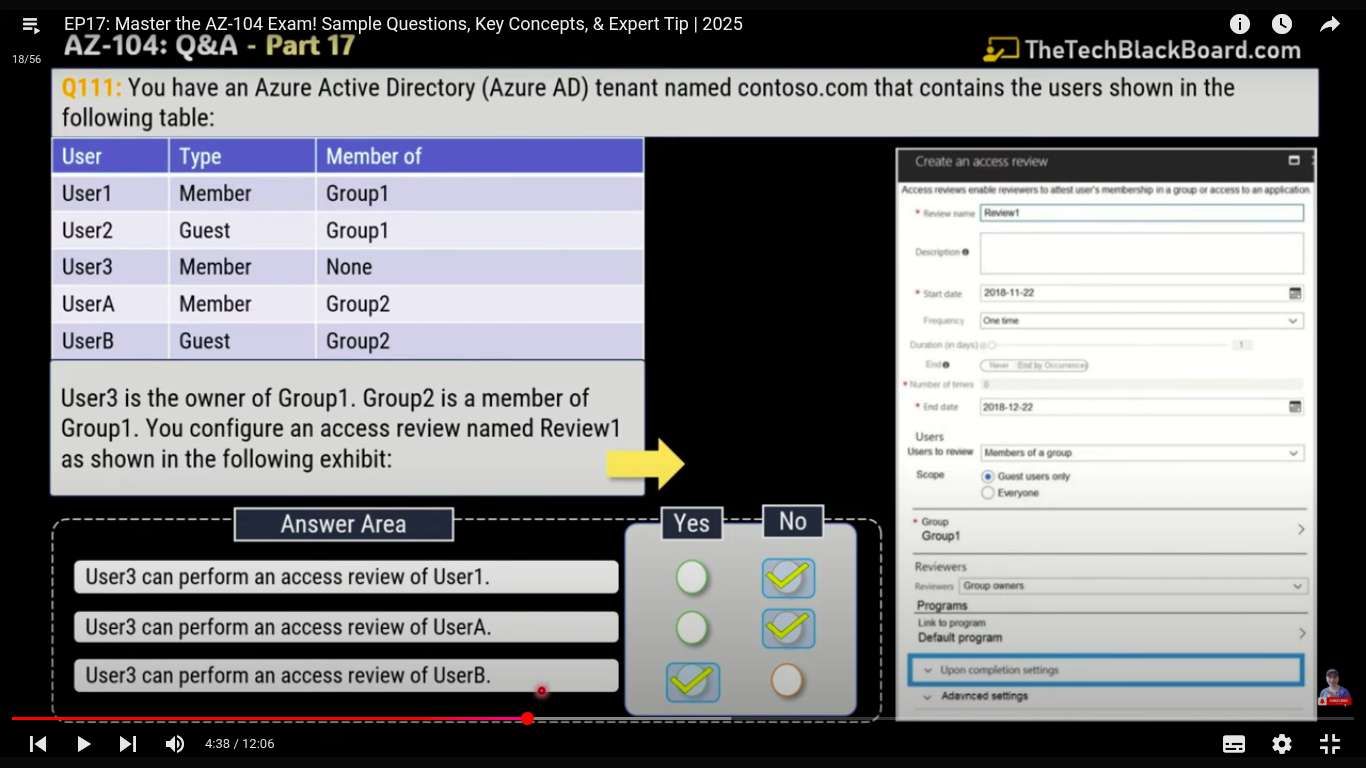 EP17: Master the AZ-104 Exam! Sample Questions, Key Concepts, & Expert Tip | 2025
18/56
AZ-104: Q&A - Part 17
TheTechBlackBoard.com
Q111: You have an Azure Active Directory (Azure AD) tenant named contoso.com that contains the users shown in the
following table:
User Type Member of
User1 Member Group1
User2 Guest Group1
User3 Member None
UserA Member Group2
UserB Guest Group2
User3 is the owner of Group1. Group2 is a member of
Group1. You configure an access review named Review1
as shown in the following exhibit:
Create an access review
Access reviews enable reviewers to attest user's membership in a group or access to an application
* Review name Review1
Description
* Start date 2018-11-22
Frequency One time
Duration (in days) 1
End Never End by Occurrences
* Number of times 0
* End date 2018-12-22
Users
Users to review Members of a group
Scope Guest users only
Everyone
* Group
Group1
Reviewers
Reviewers Group owners
Programs
Link to program
Default program
Upon completion settings
Adavnced settings
Answer Area
Yes No
User3 can perform an access review of User1.
User3 can perform an access review of UserA.
User3 can perform an access review of UserB.
4:38 / 12:06